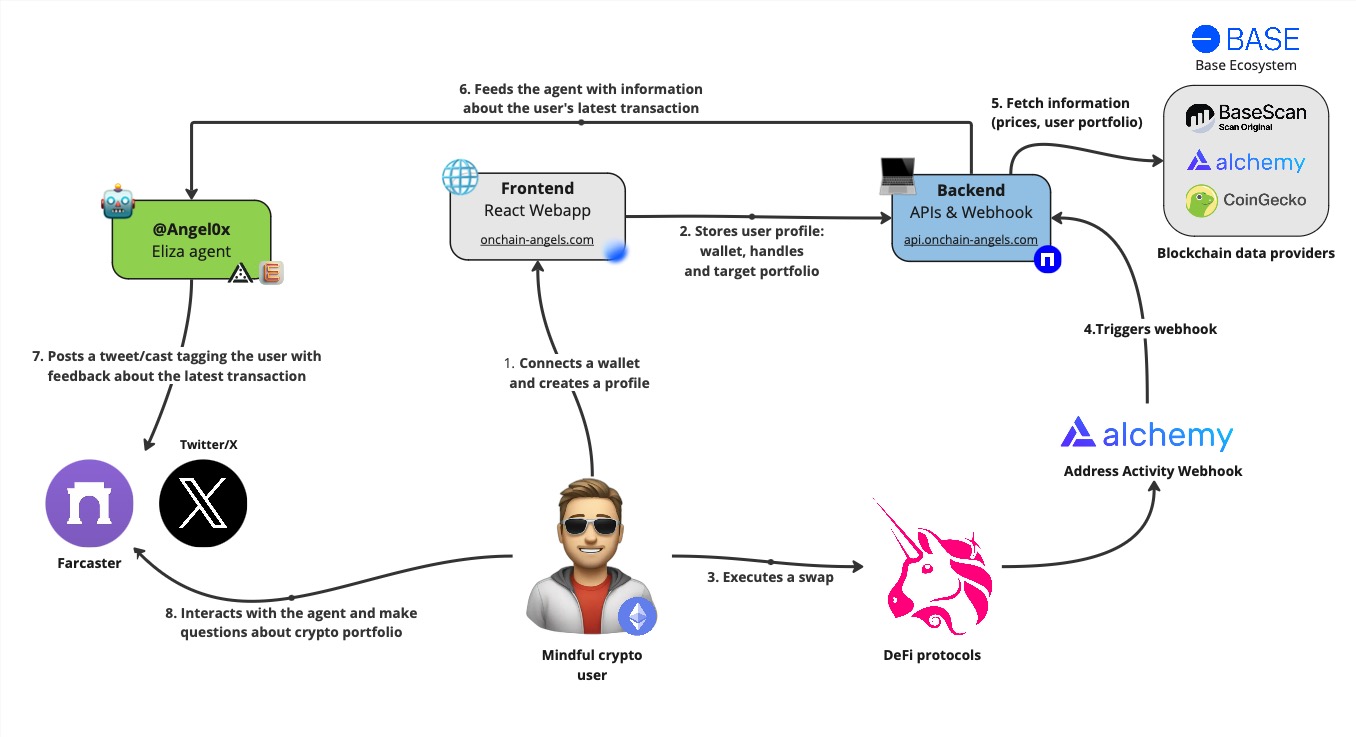 BASE
Base Ecosystem
6. Feeds the agent with information
about the user's latest transaction
5. Fetch information
(prices, user portfolio)
BaseScan
Scan Original
alchemy
CoinGecko
Blockchain data providers
@Angel0x
Eliza agent
E
Frontend
React Webapp
onchain-angels.com
2. Stores user profile:
wallet, handles
and target portfolio
Backend
APIs & Webhook
api.onchain-angels.com
4.Triggers webhook
7. Posts a tweet/cast tagging the user with
feedback about the latest transaction
1. Connects a wallet
and creates a profile
alchemy
Address Activity Webhook
Twitter/X
Farcaster
8. Interacts with the agent and make
questions about crypto portfolio
3. Executes a swap
Mindful crypto
user
DeFi protocols